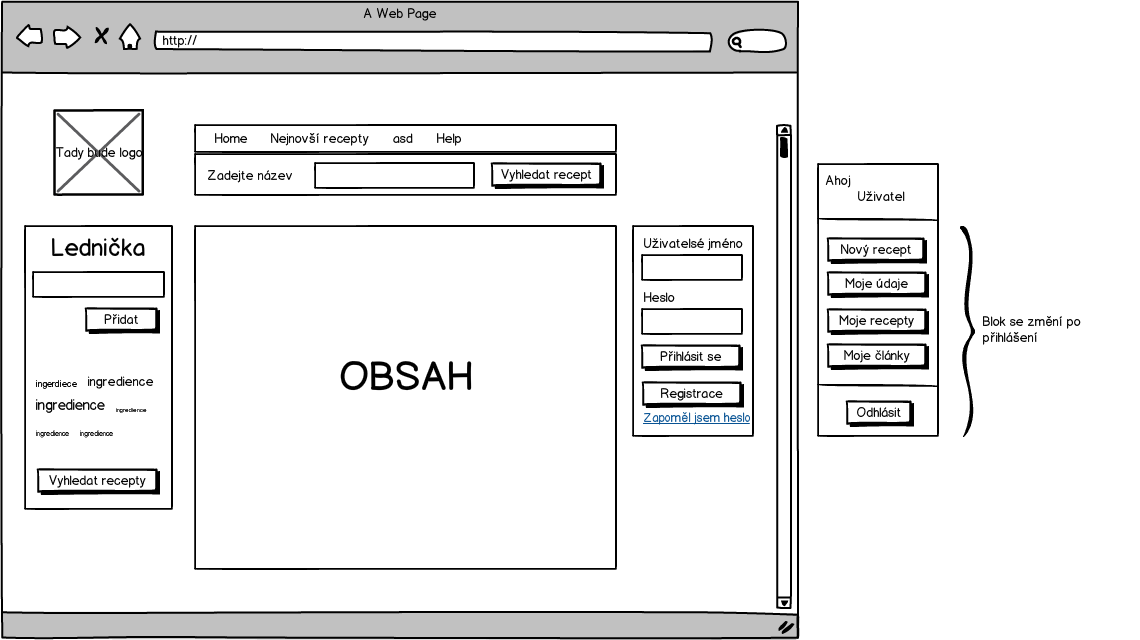 A Web Page
http://
Tady bude logo
Home Nejnovší recepty asd Help
Zadejte název Vyhledat recept
Lednička
Přidat
ingerdiece ingredience
ingredience ingredience
ingredience ingredience
Vyhledat recepty
OBSAH
Uživatelsé jméno
Heslo
Přihlásit se
Registrace
Zapoměl jsem heslo
Ahoj
Uživatel
Nový recept
Moje údaje
Moje recepty
Moje články
Odhlásit
Blok se změní po
přihlášení